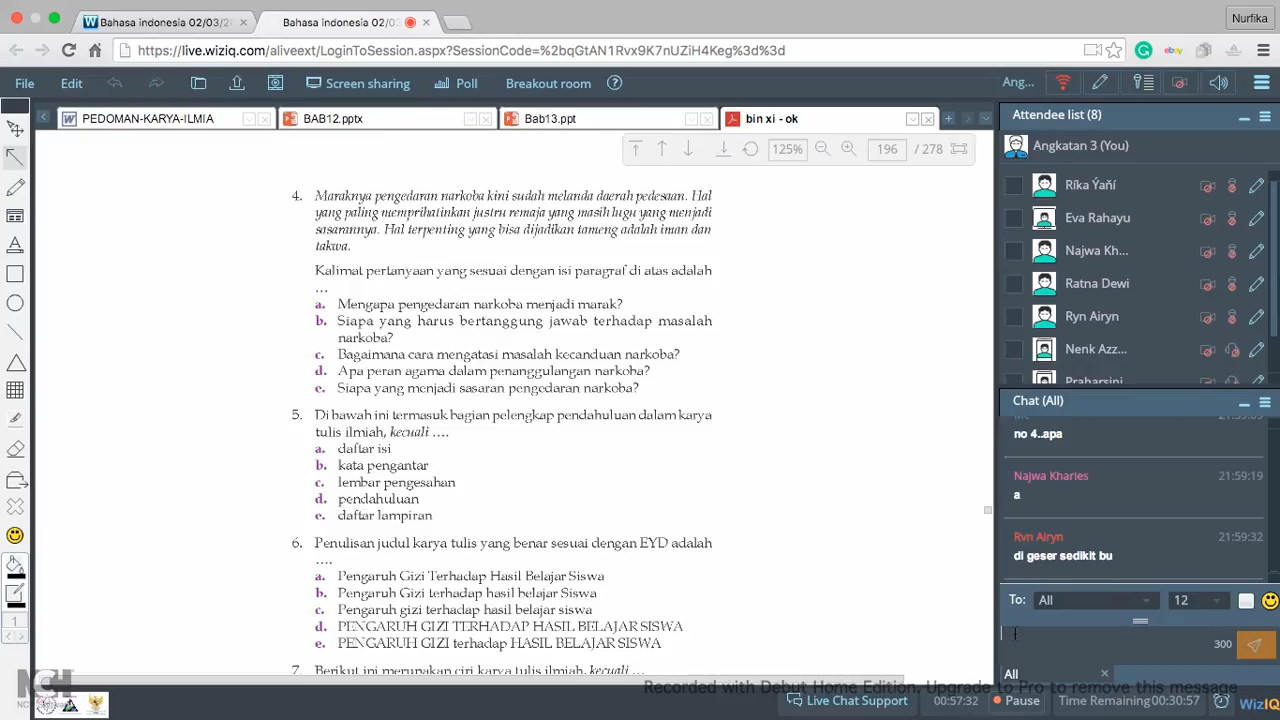 Bahasa indonesia 02/03/2
Bahasa indonesia 02/03
Nurfika
https://live.wiziq.com/aliveext/LoginToSession.aspx?SessionCode=%2bqGtAN1Rvx9K7nUZiH4Keg%3d%3d
File Edit Screen sharing Poll Breakout room Ang...
PEDOMAN-KARYA-ILMIA BAB12.pptx Bab13.ppt bin xi - ok
125% 196 / 278
4. Maraknya pengedaran narkoba kini sudah melanda daerah pedesaan. Hal
yang paling memprihatinkan justru remaja yang masih lugu yang menjadi
sasarannya. Hal terpenting yang bisa dijadikan tameng adalah iman dan
takwa.
Kalimat pertanyaan yang sesuai dengan isi paragraf di atas adalah
...
a. Mengapa pengedaran narkoba menjadi marak?
b. Siapa yang harus bertanggung jawab terhadap masalah
narkoba?
c. Bagaimana cara mengatasi masalah kecanduan narkoba?
d. Apa peran agama dalam penanggulangan narkoba?
e. Siapa yang menjadi sasaran pengedaran narkoba?
5. Di bawah ini termasuk bagian pelengkap pendahuluan dalam karya
tulis ilmiah, kecuali ....
a. daftar isi
b. kata pengantar
c. lembar pengesahan
d. pendahuluan
e. daftar lampiran
6. Penulisan judul karya tulis yang benar sesuai dengan EYD adalah
....
a. Pengaruh Gizi Terhadap Hasil Belajar Siswa
b. Pengaruh Gizi terhadap hasil belajar Siswa
c. Pengaruh gizi terhadap hasil belajar siswa
d. PENGARUH GIZI TERHADAP HASIL BELAJAR SISWA
e. PENGARUH GIZI terhadap HASIL BELAJAR SISWA
7. Berikut ini merupakan ciri karya tulis ilmiah, kecuali ...
1
Attendee list (8)
Angkatan 3 (You)
Ríka Ýaňí
Eva Rahayu
Najwa Kh...
Ratna Dewi
Ryn Airyn
Nenk Azz...
Praharsini
Chat (All)
no 4..apa
Najwa Kharies 21:59:19
a
Rvn Airyn 21:59:32
di geser sedikit bu
To: All 12
300
All
NCH
Recorded with Debut Home Edition. Upgrade to Pro to remove this message
Live Chat Support 00:57:32 Pause Time Remaining 00:30:57 WizIQ